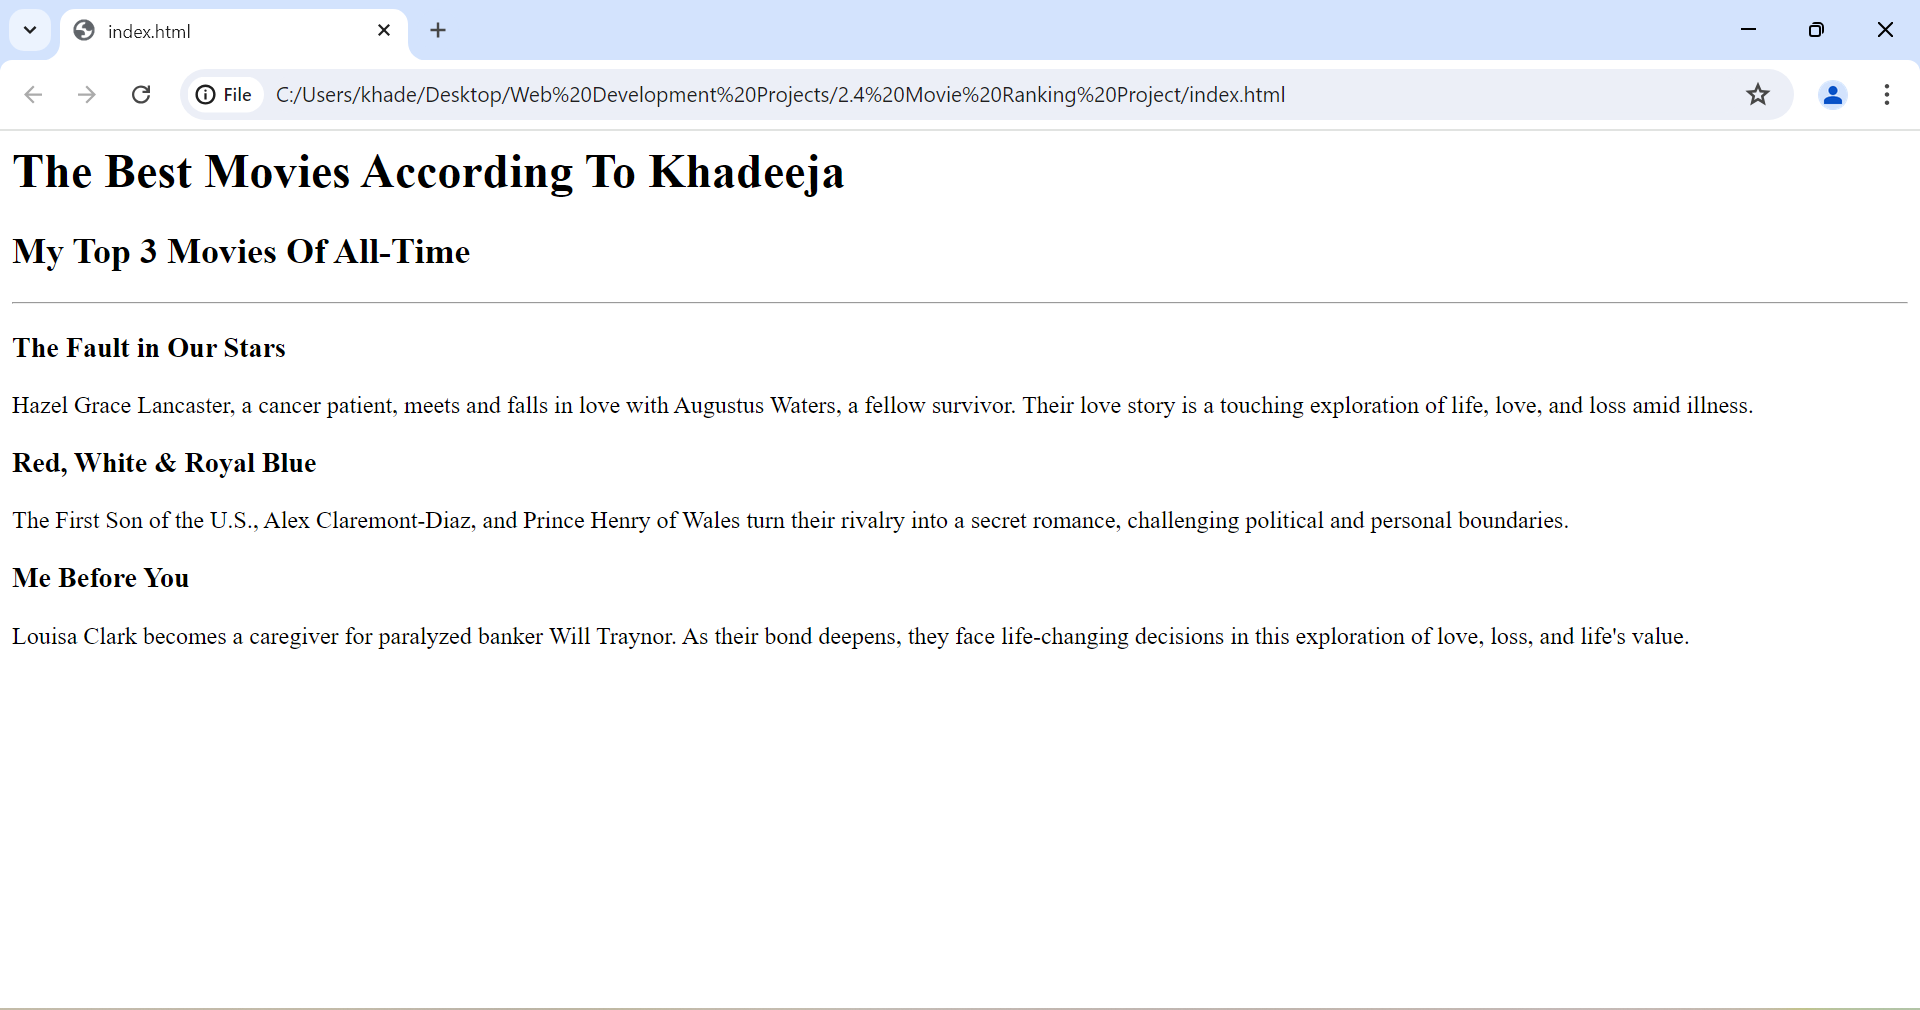 index.html
File C:/Users/khade/Desktop/Web%20Development%20Projects/2.4%20Movie%20Ranking%20Project/index.html
The Best Movies According To Khadeeja
My Top 3 Movies Of All-Time
The Fault in Our Stars
Hazel Grace Lancaster, a cancer patient, meets and falls in love with Augustus Waters, a fellow survivor. Their love story is a touching exploration of life, love, and loss amid illness.
Red, White & Royal Blue
The First Son of the U.S., Alex Claremont-Diaz, and Prince Henry of Wales turn their rivalry into a secret romance, challenging political and personal boundaries.
Me Before You
Louisa Clark becomes a caregiver for paralyzed banker Will Traynor. As their bond deepens, they face life-changing decisions in this exploration of love, loss, and life's value.